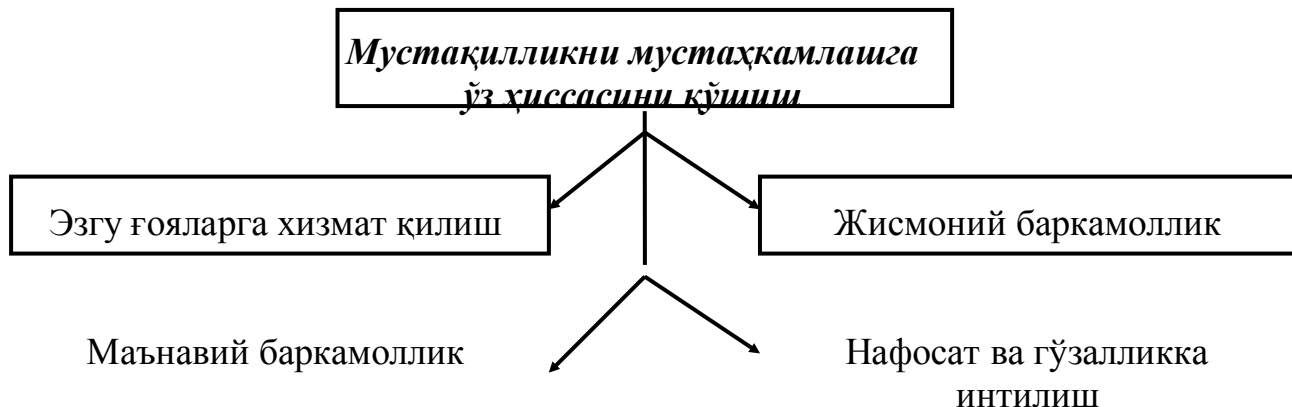 Мустақилликни мустаҳкамлашга
ўз ҳиссасини қўшиш
Эзгу ғояларга хизмат қилиш
Жисмоний баркамоллик
Маънавий баркамоллик
Нафосат ва гўзалликка
интилиш